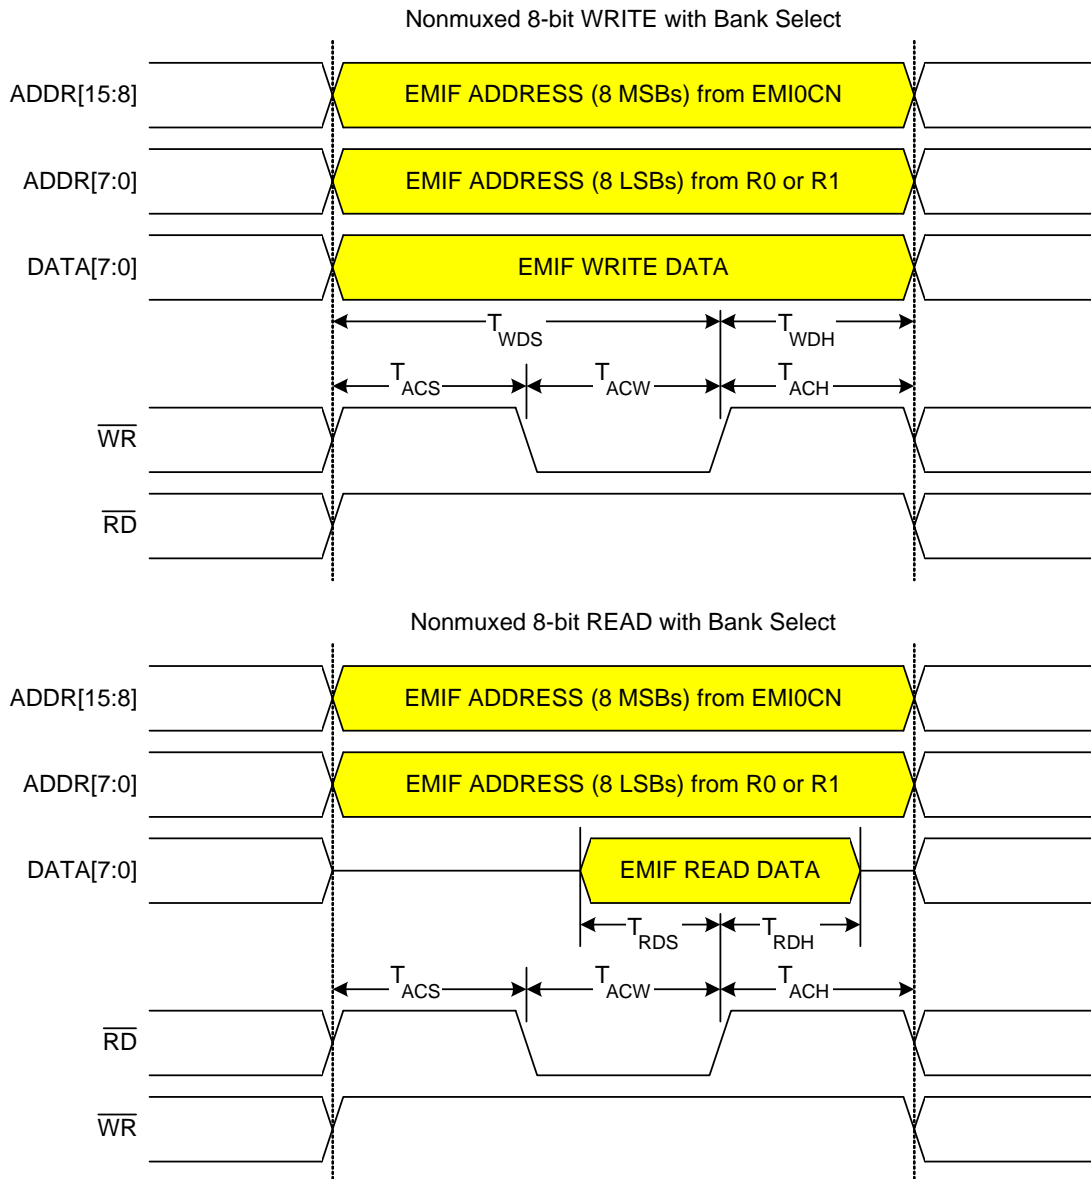 Nonmuxed 8-bit WRITE with Bank Select
ADDR[15:8] EMIF ADDRESS (8 MSBs) from EMI0CN
ADDR[7:0] EMIF ADDRESS (8 LSBs) from R0 or R1
DATA[7:0] EMIF WRITE DATA
TWDS TWDH
TACS TACW TACH
WR
RD
Nonmuxed 8-bit READ with Bank Select
ADDR[15:8] EMIF ADDRESS (8 MSBs) from EMI0CN
ADDR[7:0] EMIF ADDRESS (8 LSBs) from R0 or R1
DATA[7:0] EMIF READ DATA
TRDS TRDH
TACS TACW TACH
RD
WR